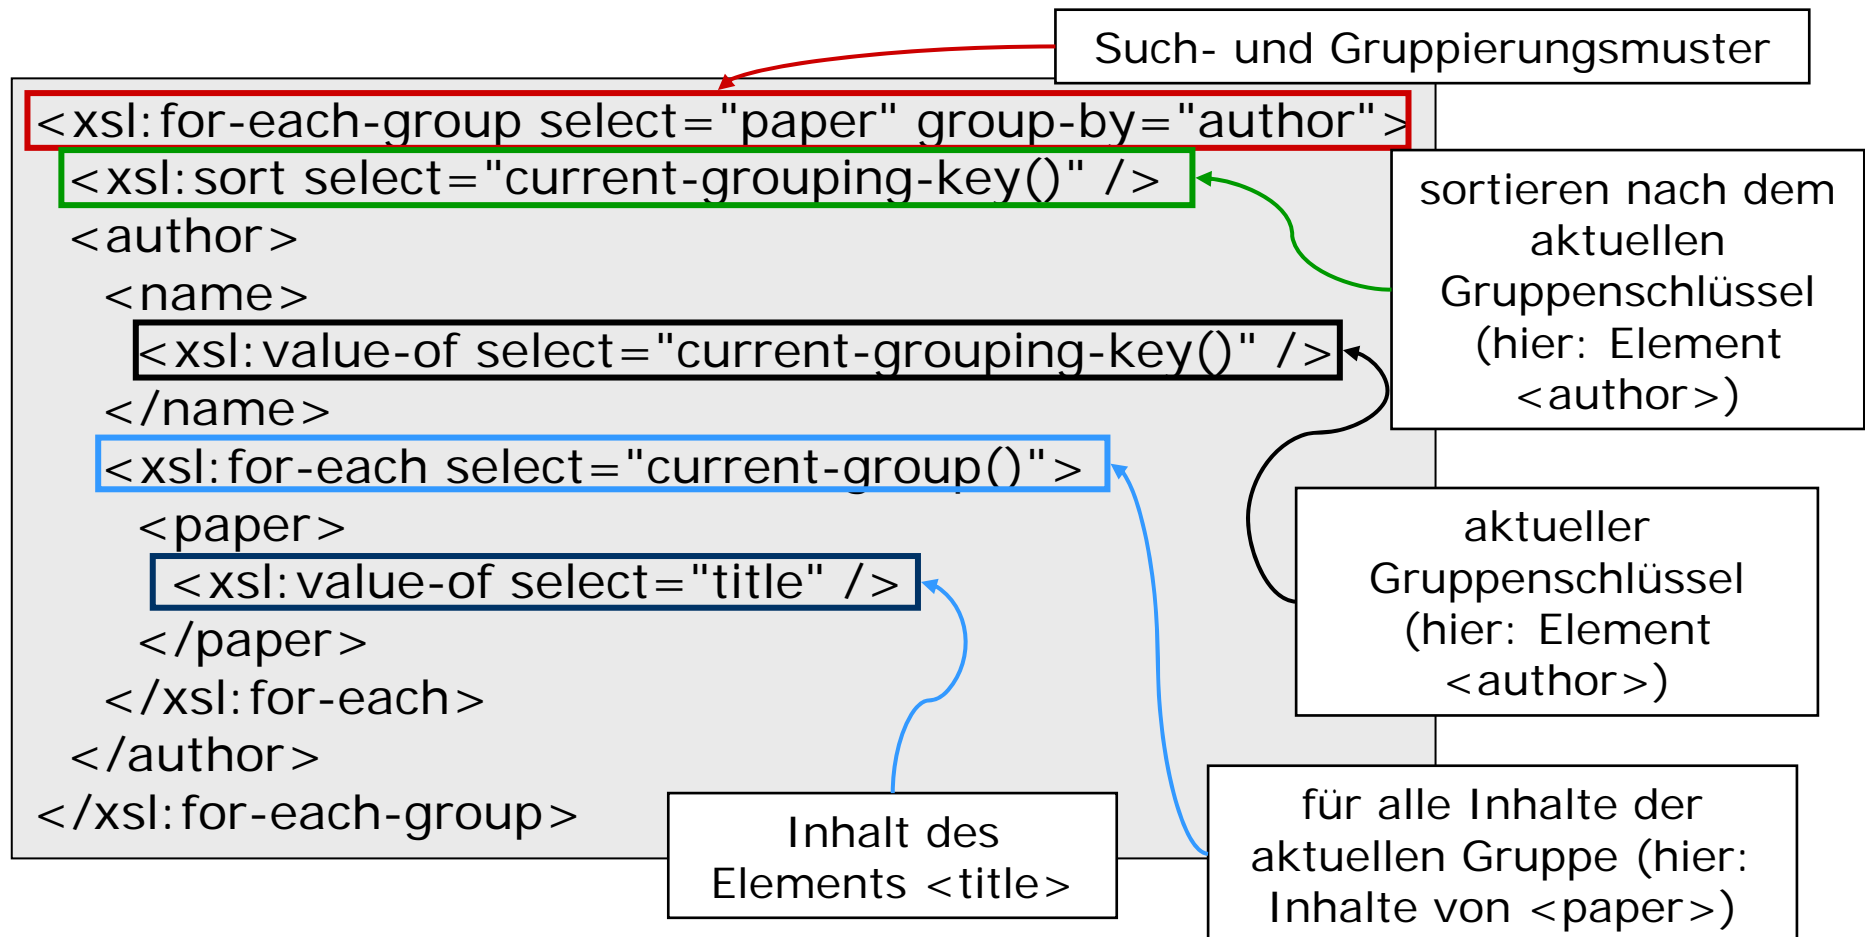 Such- und Gruppierungsmuster
<xsl:for-each-group select="paper" group-by="author">
<xsl:sort select="current-grouping-key()" />
<author>
<name>
<xsl:value-of select="current-grouping-key()" />
</name>
<xsl:for-each select="current-group()">
<paper>
<xsl:value-of select="title" />
</paper>
</xsl:for-each>
</author>
</xsl:for-each-group>
sortieren nach dem
aktuellen
Gruppenschlüssel
(hier: Element
<author>)
aktueller
Gruppenschlüssel
(hier: Element
<author>)
Inhalt des
Elements <title>
für alle Inhalte der
aktuellen Gruppe (hier:
Inhalte von <paper>)